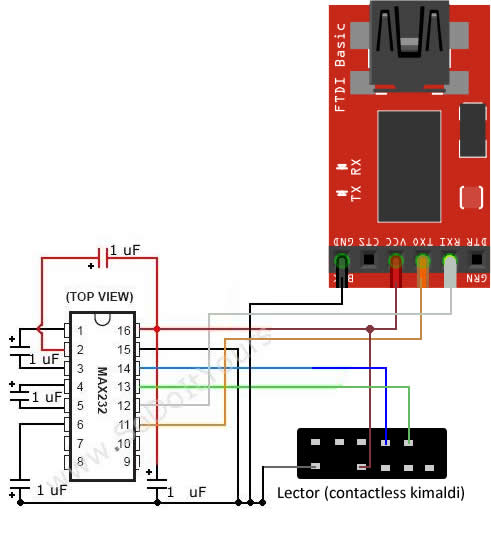 FTDI Basic
TX RX
GND CTS VCC TXO RXI DTR
GRN
1 uF
(TOP VIEW)
1 16
2 15
3 14
4 13
5 12
6 11
7 10
8 9
MAX232
1 uF
1 uF
1 uF
1 uF
Lector (contactless kimaldi)